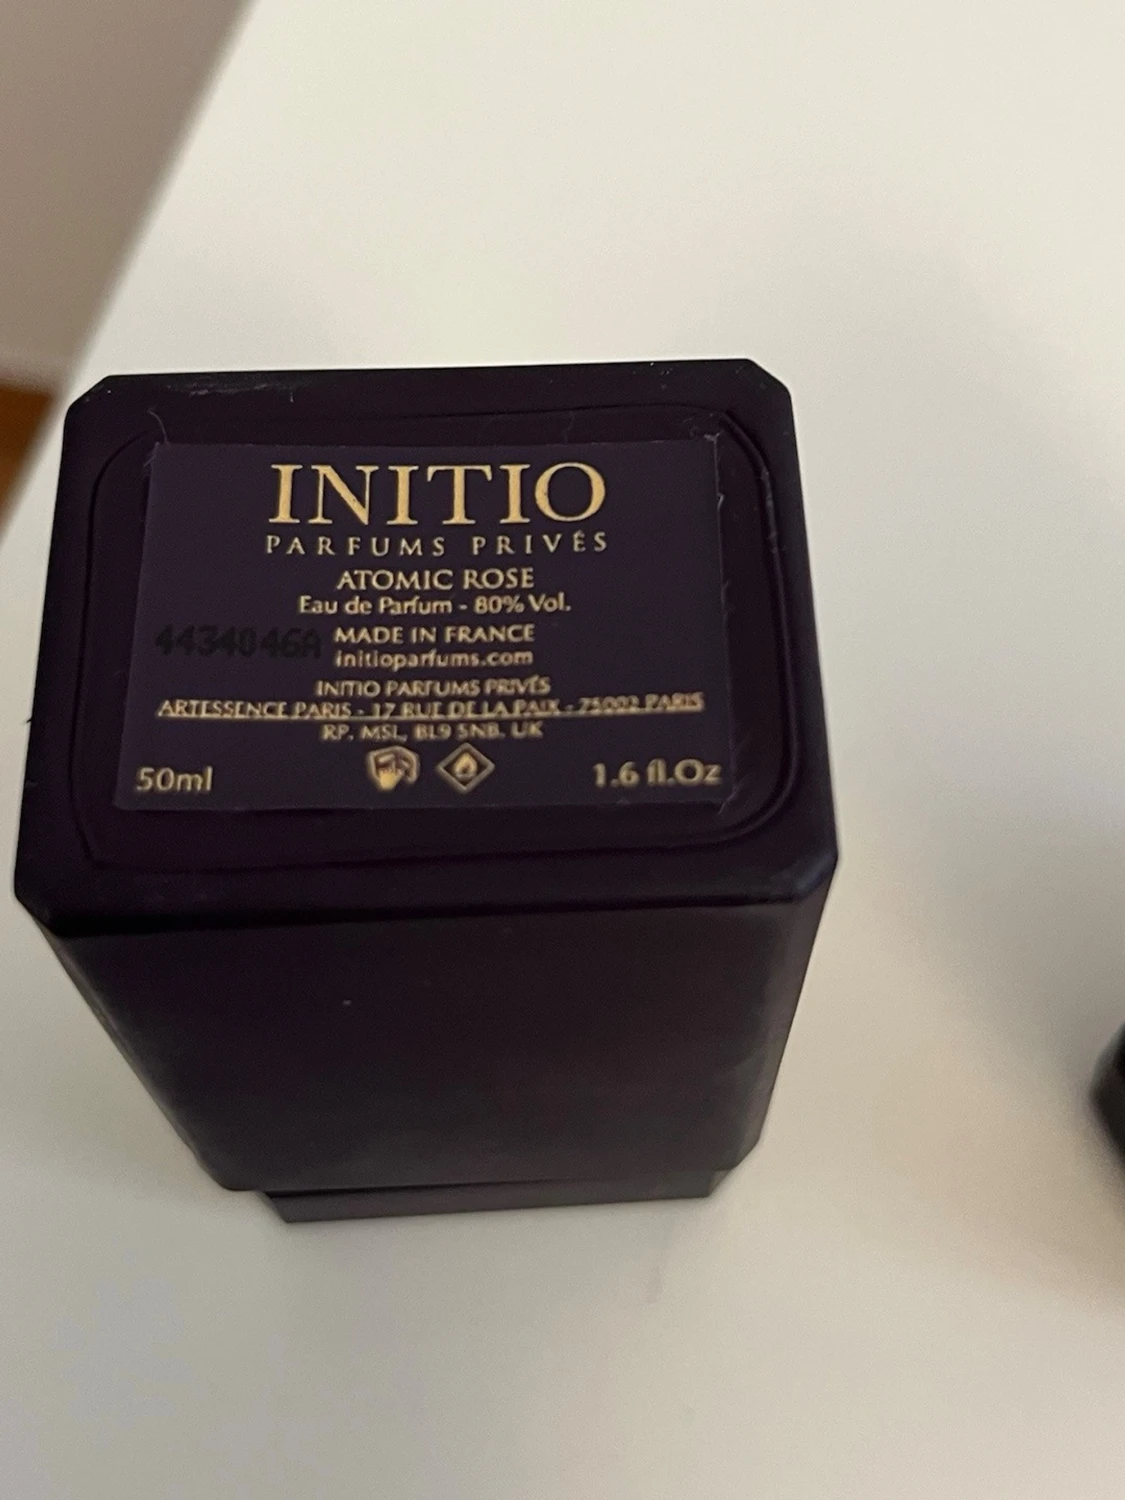 INITIO
PARFUMS PRIVÉS
ATOMIC ROSE
Eau de Parfum - 80% Vol.
4434046A MADE IN FRANCE
initioparfums.com
INITIO PARFUMS PRIVÉS
ARTESSENCE PARIS - 17 RUE DE LA PAIX - 75002 PARIS
RP. MSL, BL9 5NB. UK
50ml 1.6 fl.Oz